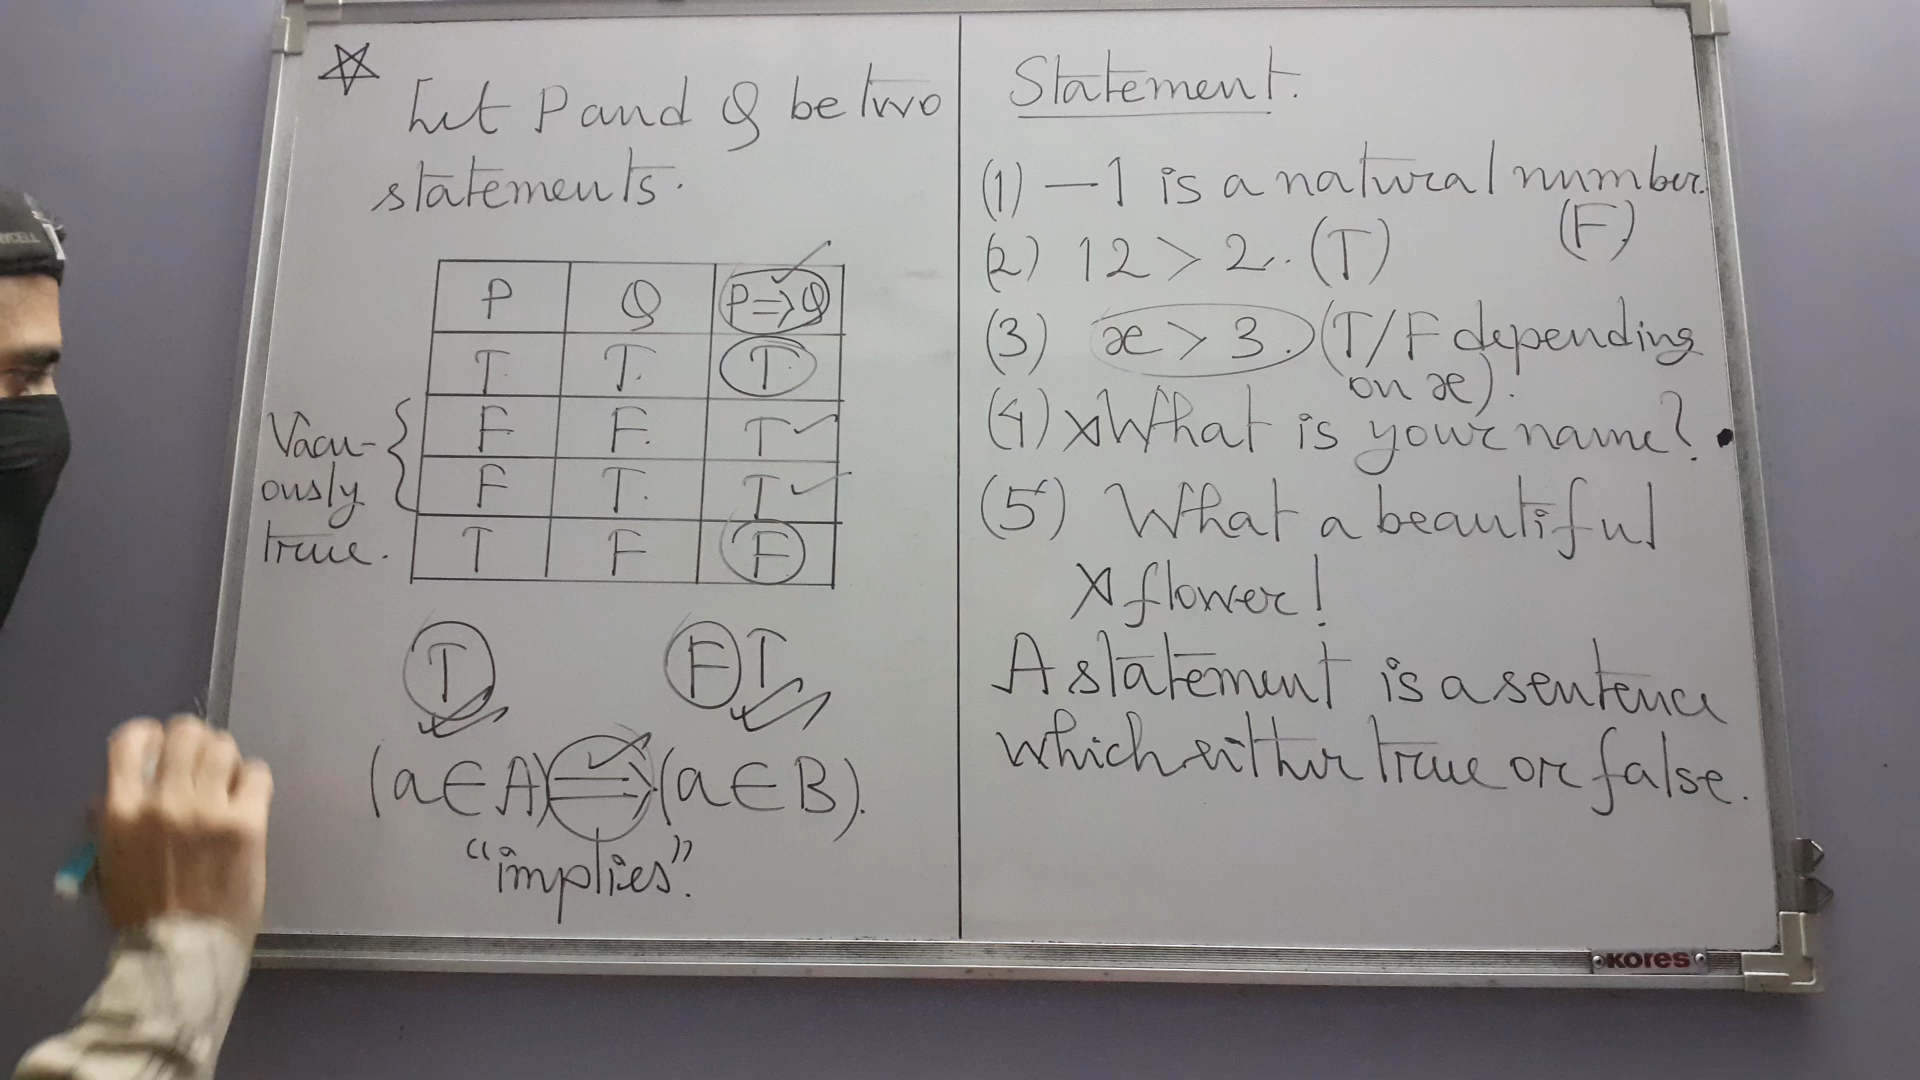 Let P and Q be two
statements.
P Q P⇒Q
T T. T.
F F. T
F T. T
T F F
Vacu-
ously
true.
T F T
(a∈A)⇒(a∈B).
"implies".
Statement.
(1) –1 is a natural number.
(F)
(2) 12 > 2. (T)
(3) x > 3. (T/F depending
on x).
(4) What is your name?
(5) What a beautiful
flower!
A statement is a sentence
which either true or false.
KORES